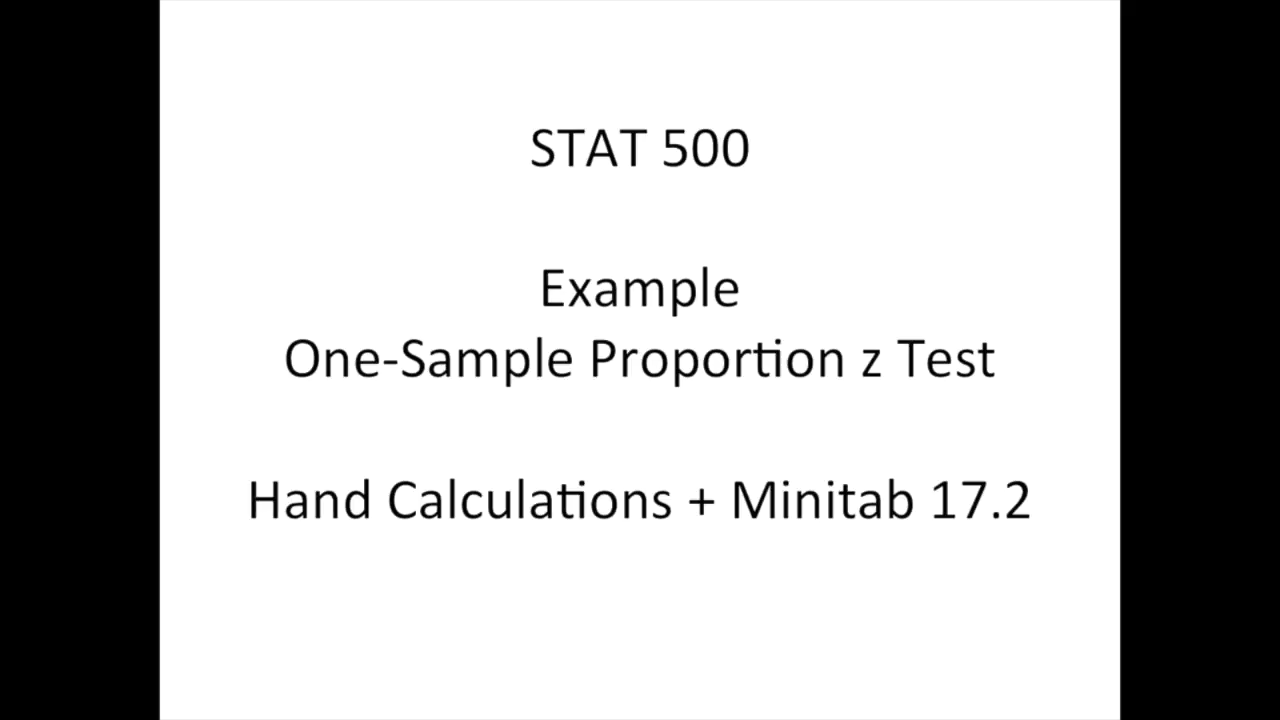 STAT 500
Example
One-Sample Proportion z Test
Hand Calculations + Minitab 17.2